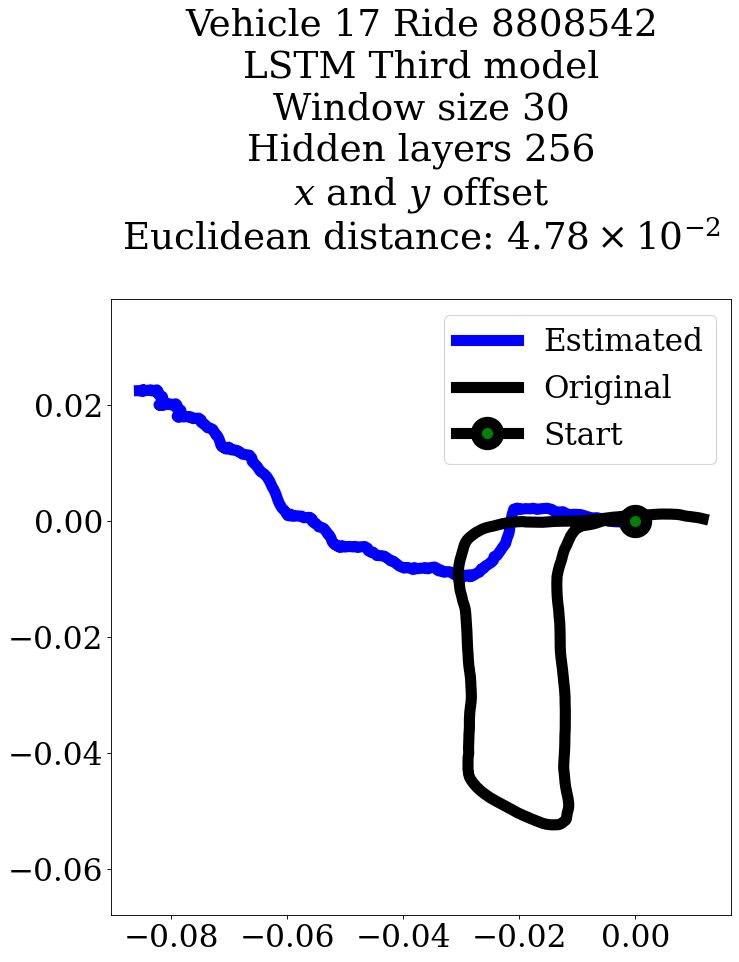 Vehicle 17 Ride 8808542
LSTM Third model
Window size 30
Hidden layers 256
x and y offset
Euclidean distance: 4.78 × 10⁻²
Estimated
Original
Start
0.02
0.00
−0.02
−0.04
−0.06
−0.08 −0.06 −0.04 −0.02 0.00